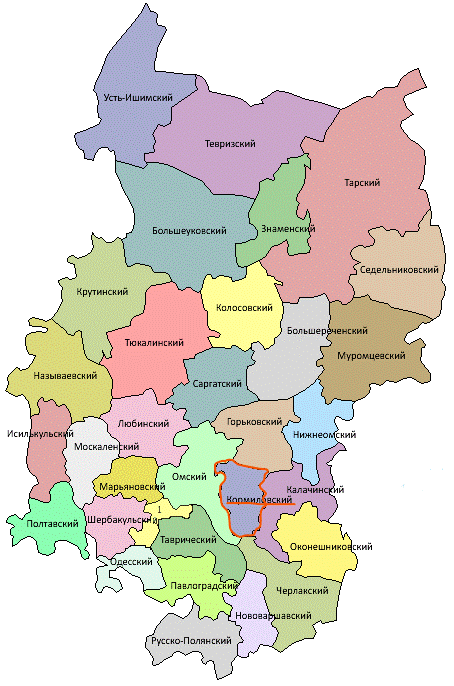 Усть-Ишимский
Тевризский
Тарский
Большеуковский
Знаменский
Седельниковский
Крутинский
Колосовский
Большереченский
Тюкалинский
Муромцевский
Называевский
Саргатский
Любинский
Горьковский
Исилькульский
Нижнеомский
Москаленский
Омский
Марьяновский
Калачинский
Кормиловский
1
Полтавский
Шербакульский
Таврический
Оконешниковский
Одесский
Павлоградский
Черлакский
Нововаршавский
Русско-Полянский